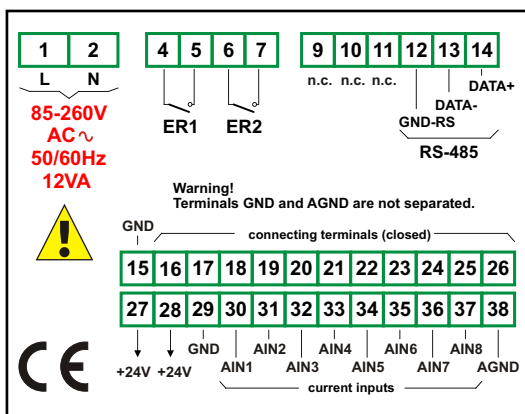 1 2 4 5 6 7 9 10 11 12 13 14
L N
n.c. n.c. n.c.
DATA+
DATA-
GND-RS
RS-485
ER1 ER2
85-260V
AC∿
50/60Hz
12VA
Warning!
Terminals GND and AGND are not separated.
GND
connecting terminals (closed)
15 16 17 18 19 20 21 22 23 24 25 26
27 28 29 30 31 32 33 34 35 36 37 38
GND AIN2 AIN4 AIN6 AIN8
+24V +24V AIN1 AIN3 AIN5 AIN7 AGND
current inputs
CE